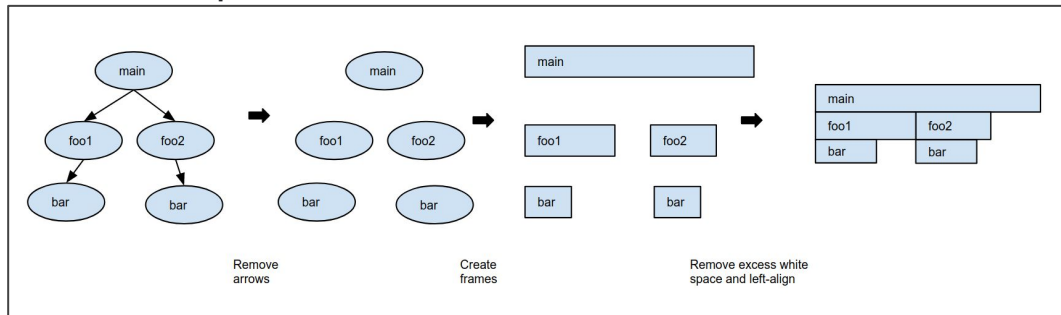 main
foo1
foo2
bar
bar
main
foo1
foo2
bar
bar
main
foo1
foo2
bar
bar
main
foo1
foo2
bar
bar
Remove
arrows
Create
frames
Remove excess white
space and left-align